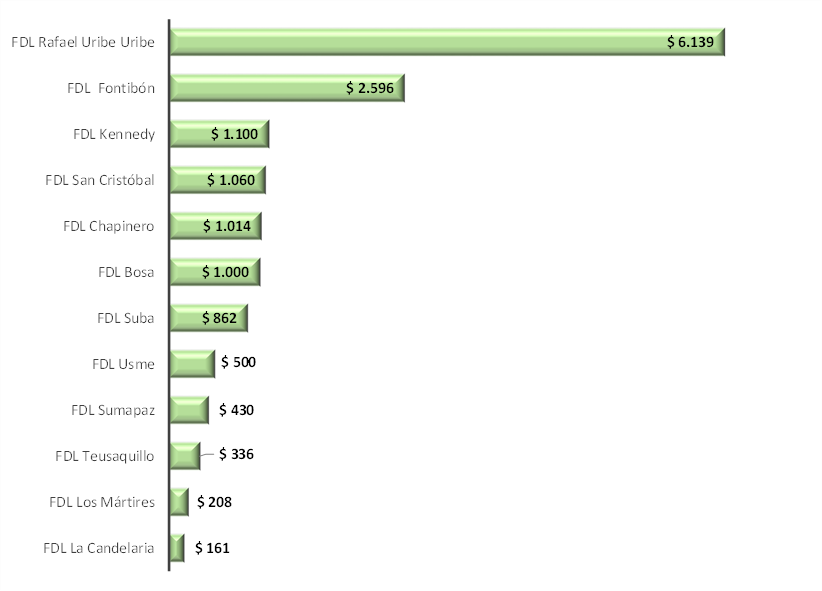 FDL Rafael Uribe Uribe $ 6.139
FDL Fontibón $ 2.596
FDL Kennedy $ 1.100
FDL San Cristóbal $ 1.060
FDL Chapinero $ 1.014
FDL Bosa $ 1.000
FDL Suba $ 862
FDL Usme $ 500
FDL Sumapaz $ 430
FDL Teusaquillo $ 336
FDL Los Mártires $ 208
FDL La Candelaria $ 161